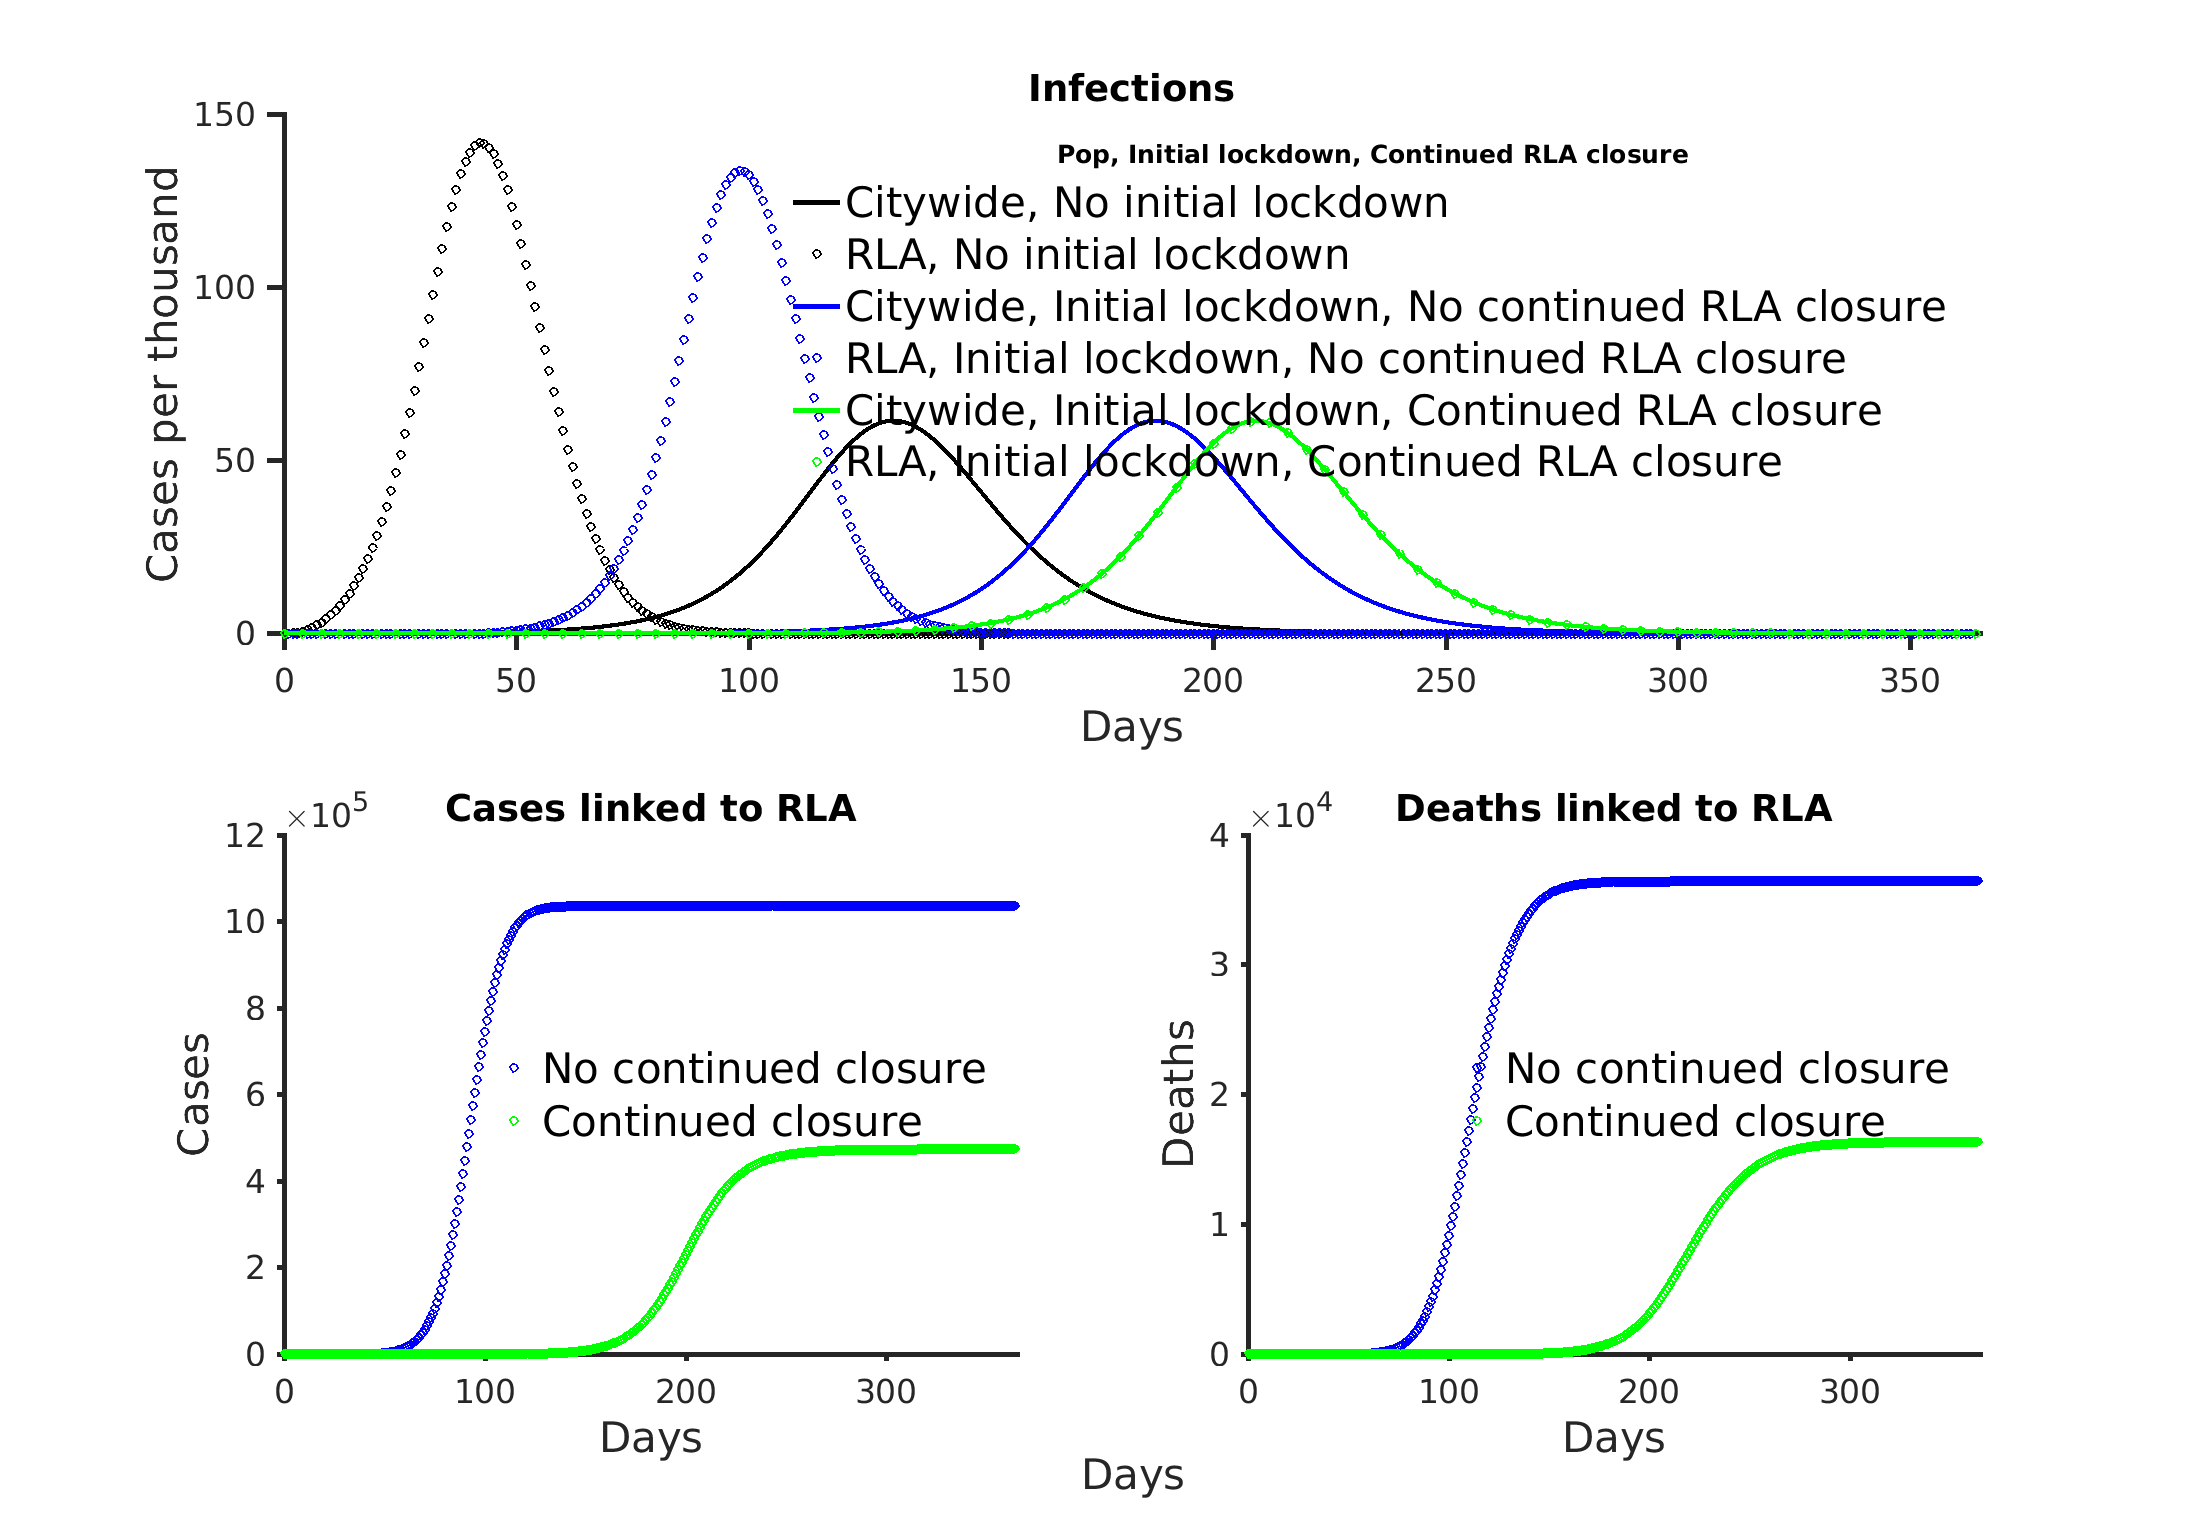 Infections
150
100
50
0
Cases per thousand
Pop, Initial lockdown, Continued RLA closure
Citywide, No initial lockdown
RLA, No initial lockdown
Citywide, Initial lockdown, No continued RLA closure
RLA, Initial lockdown, No continued RLA closure
Citywide, Initial lockdown, Continued RLA closure
RLA, Initial lockdown, Continued RLA closure
0 50 100 150 200 250 300 350
Days
Cases linked to RLA
×10⁵
12
10
8
6
4
2
0
Cases
No continued closure
Continued closure
0 100 200 300
Days
Deaths linked to RLA
×10⁴
4
3
2
1
0
Deaths
No continued closure
Continued closure
0 100 200 300
Days
Days